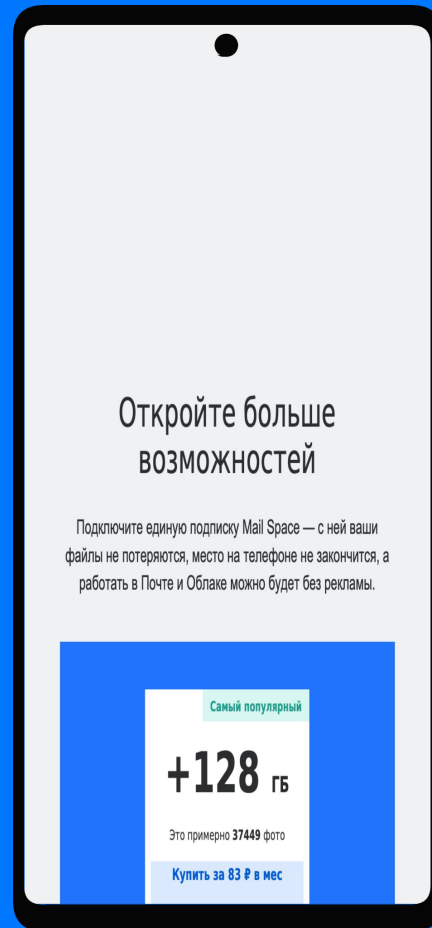 Откройте больше
возможностей
Подключите единую подписку Mail Space — с ней ваши
файлы не потеряются, место на телефоне не закончится, а
работать в Почте и Облаке можно будет без рекламы.
Самый популярный
+128 ГБ
Это примерно 37449 фото
Купить за 83 ₽ в мес